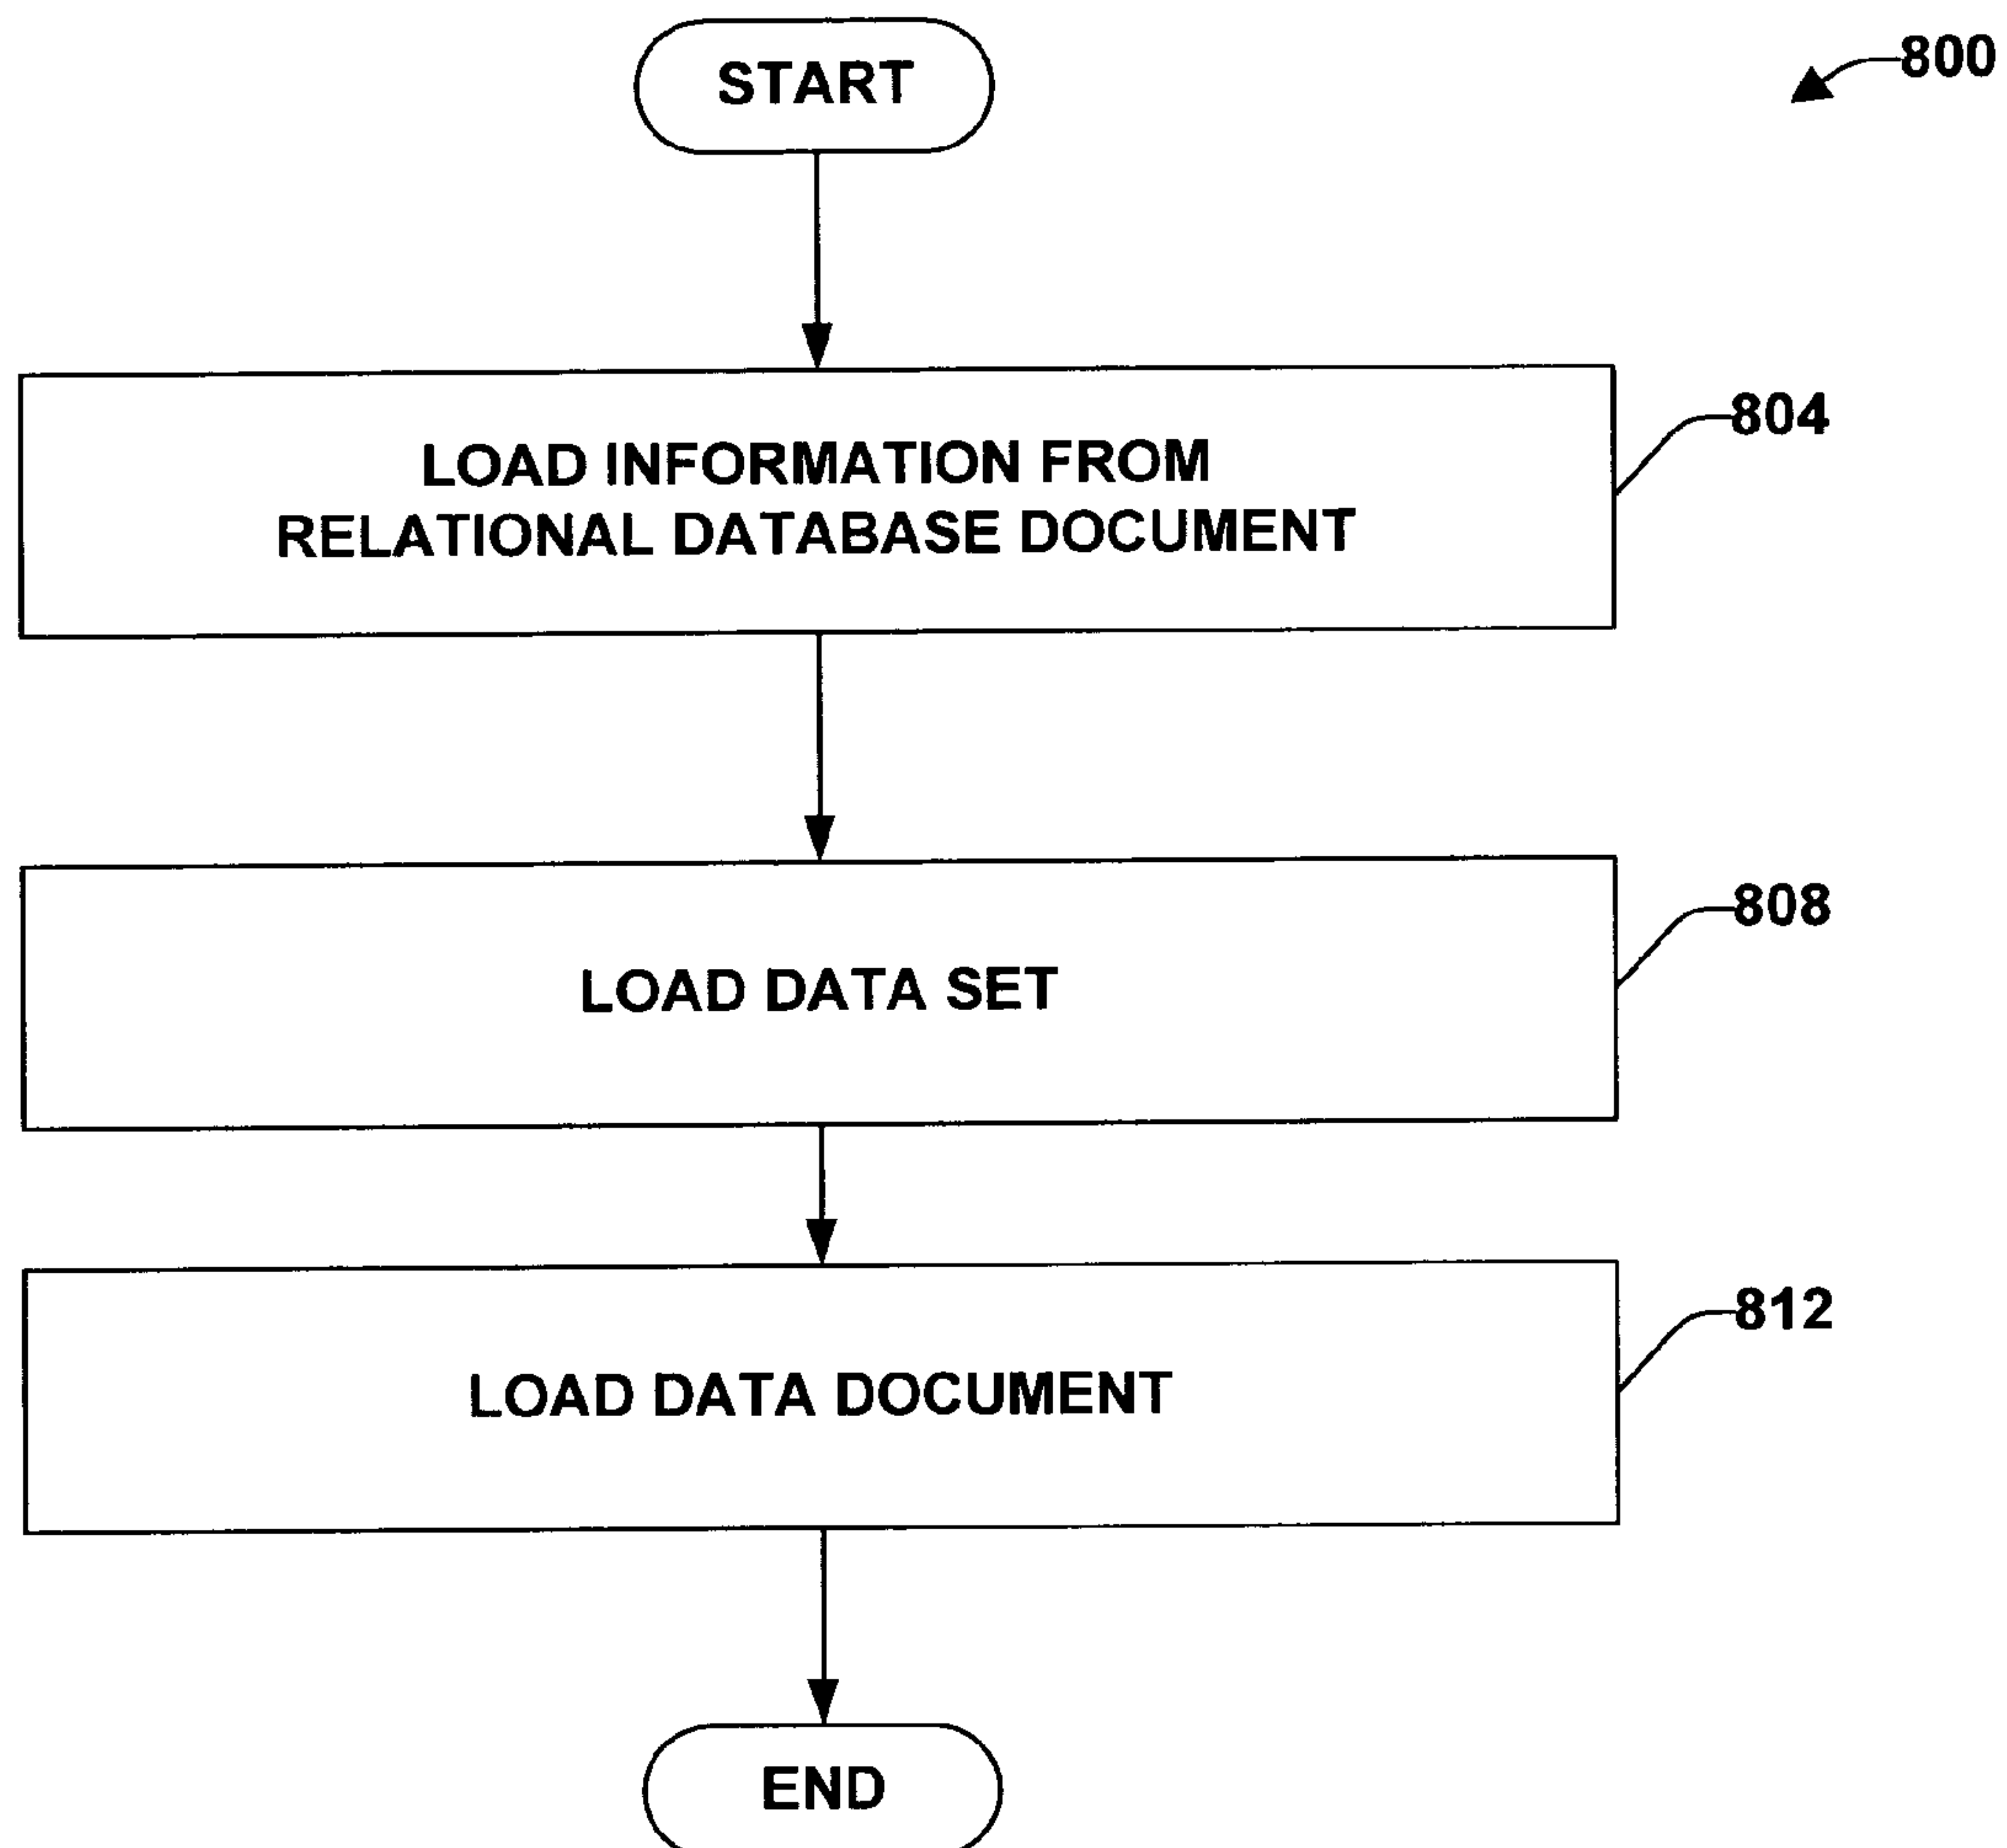 START
800
LOAD INFORMATION FROM
RELATIONAL DATABASE DOCUMENT
804
LOAD DATA SET
808
LOAD DATA DOCUMENT
812
END